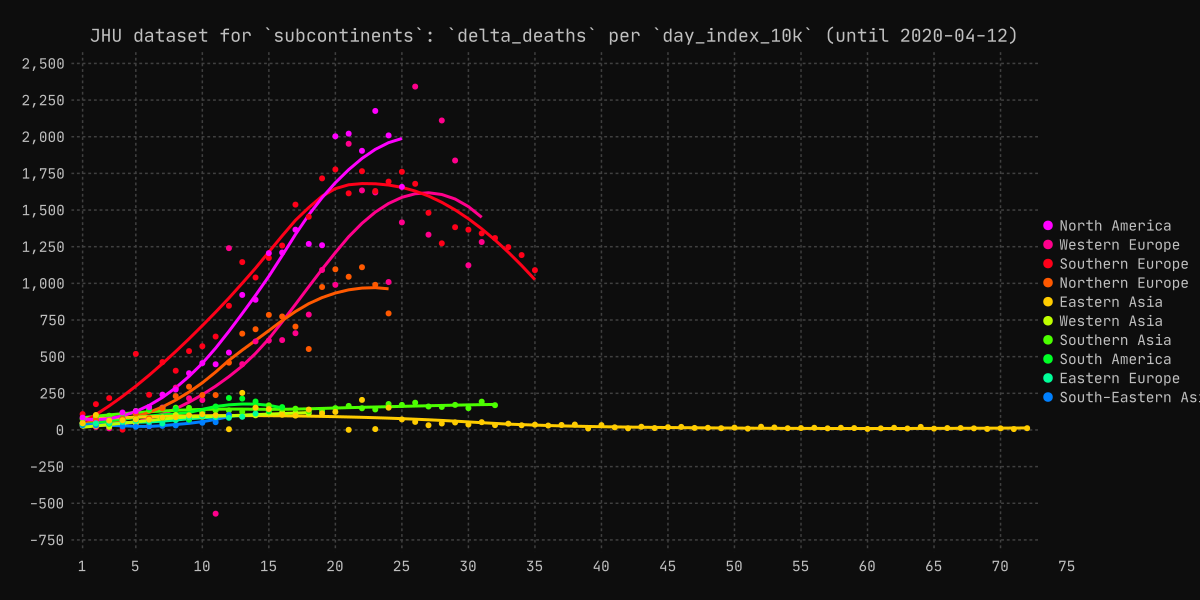 JHU dataset for `subcontinents`: `delta_deaths` per `day_index_10k` (until 2020-04-12)
2,500
2,250
2,000
1,750
1,500
1,250
1,000
750
500
250
0
-250
-500
-750
1 5 10 15 20 25 30 35 40 45 50 55 60 65 70 75
North America
Western Europe
Southern Europe
Northern Europe
Eastern Asia
Western Asia
Southern Asia
South America
Eastern Europe
South-Eastern Asi